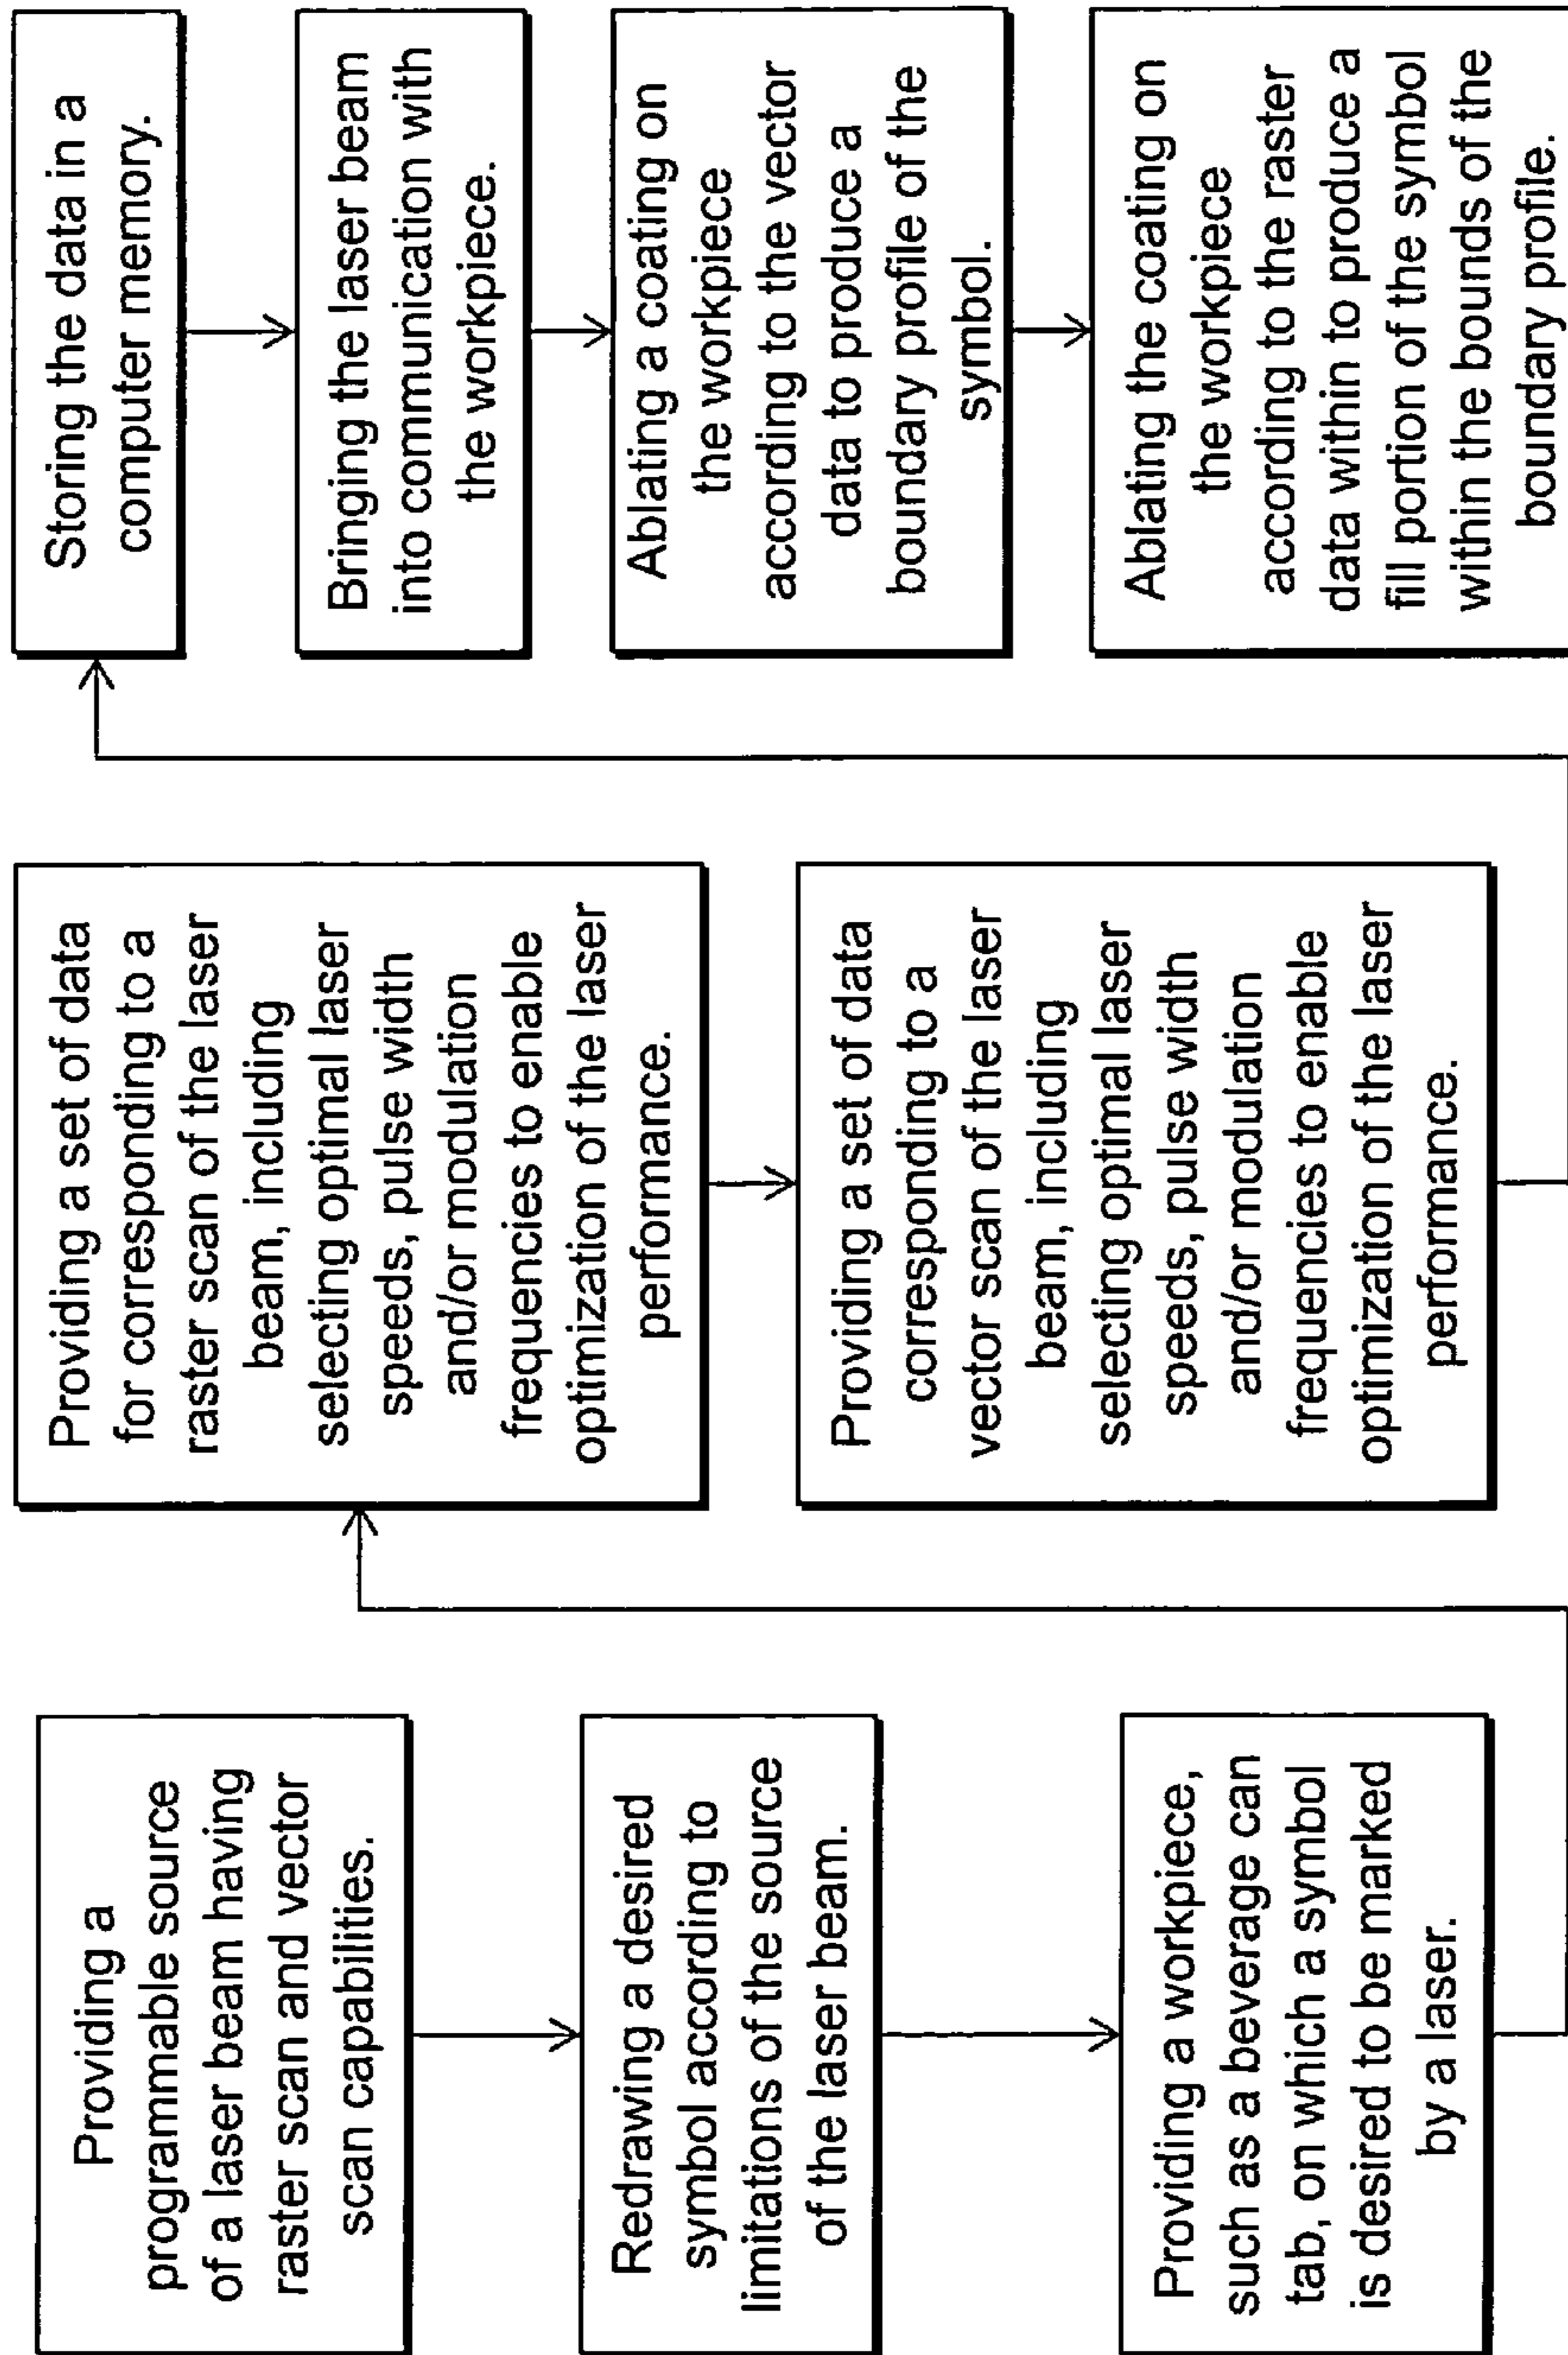 Providing a
programmable source
of a laser beam having
raster scan and vector
scan capabilities.
Redrawing a desired
symbol according to
limitations of the source
of the laser beam.
Providing a workpiece,
such as a beverage can
tab, on which a symbol
is desired to be marked
by a laser.
Providing a set of data
for corresponding to a
raster scan of the laser
beam, including
selecting optimal laser
speeds, pulse width
and/or modulation
frequencies to enable
optimization of the laser
performance.
Providing a set of data
corresponding to a
vector scan of the laser
beam, including
selecting optimal laser
speeds, pulse width
and/or modulation
frequencies to enable
optimization of the laser
performance.
Storing the data in a
computer memory.
Bringing the laser beam
into communication with
the workpiece.
Ablating a coating on
the workpiece
according to the vector
data to produce a
boundary profile of the
symbol.
Ablating the coating on
the workpiece
according to the raster
data within to produce a
fill portion of the symbol
within the bounds of the
boundary profile.